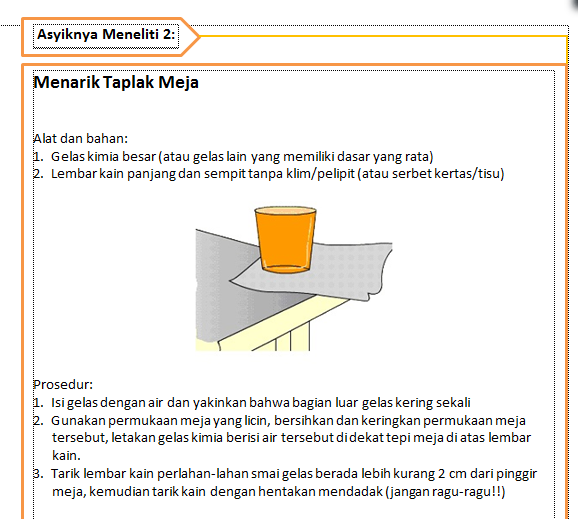 Asyiknya Meneliti 2:
Menarik Taplak Meja
Alat dan bahan:
1. Gelas kimia besar (atau gelas lain yang memiliki dasar yang rata)
2. Lembar kain panjang dan sempit tanpa klim/pelipit (atau serbet kertas/tisu)
Prosedur:
1. Isi gelas dengan air dan yakinkan bahwa bagian luar gelas kering sekali
2. Gunakan permukaan meja yang licin, bersihkan dan keringkan permukaan meja
tersebut, letakan gelas kimia berisi air tersebut di dekat tepi meja di atas lembar
kain.
3. Tarik lembar kain perlahan-lahan smai gelas berada lebih kurang 2 cm dari pinggir
meja, kemudian tarik kain dengan hentakan mendadak (jangan ragu-ragu!!)